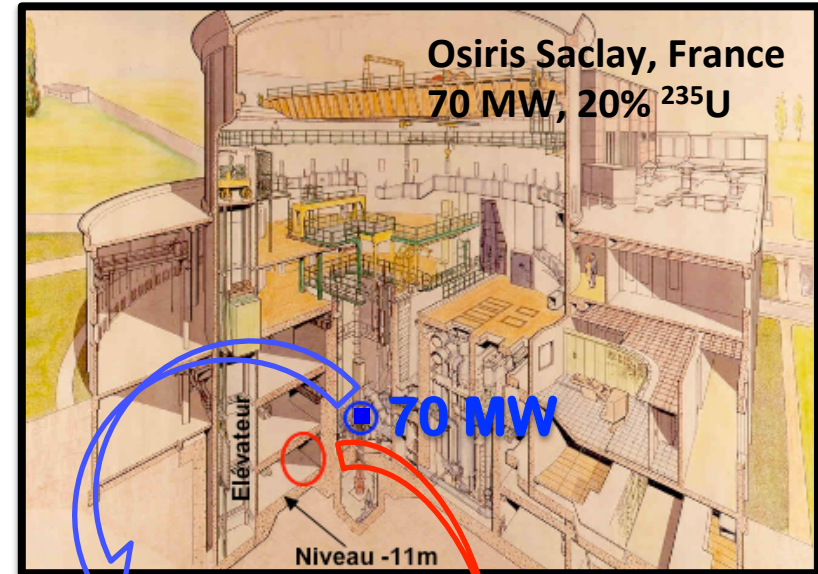 Osiris Saclay, France
70 MW, 20% ²³⁵U
70 MW
Elévateur
Niveau -11m